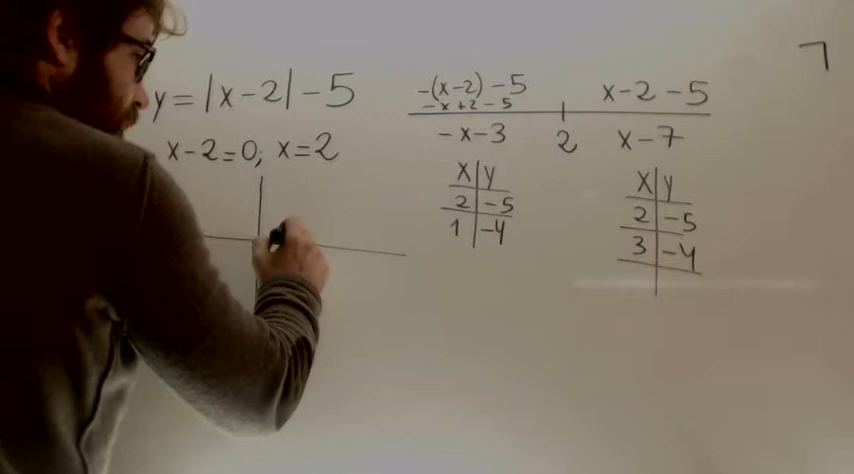 y = |x-2| - 5
x-2=0; x=2
-(x-2) -5
-x+2-5
x-2-5
-x-3
2
x-7
x y
2 -5
1 -4
x y
2 -5
3 -4